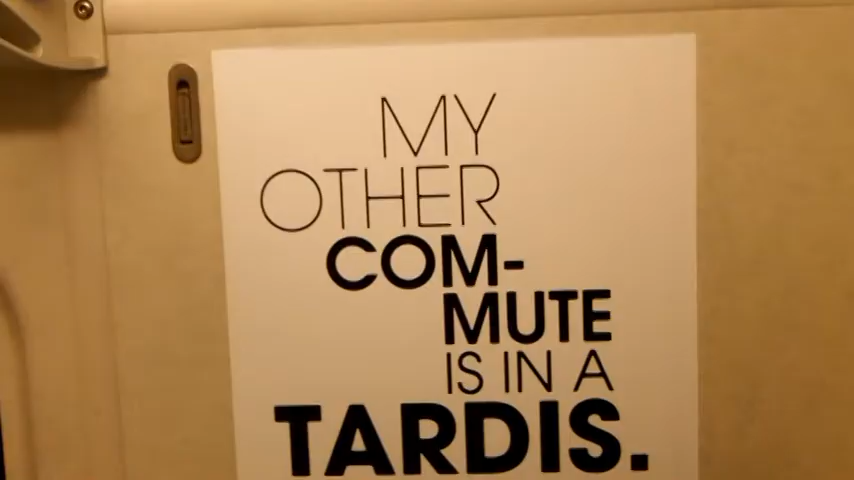 MY
OTHER
COM-
MUTE
IS IN A
TARDIS.